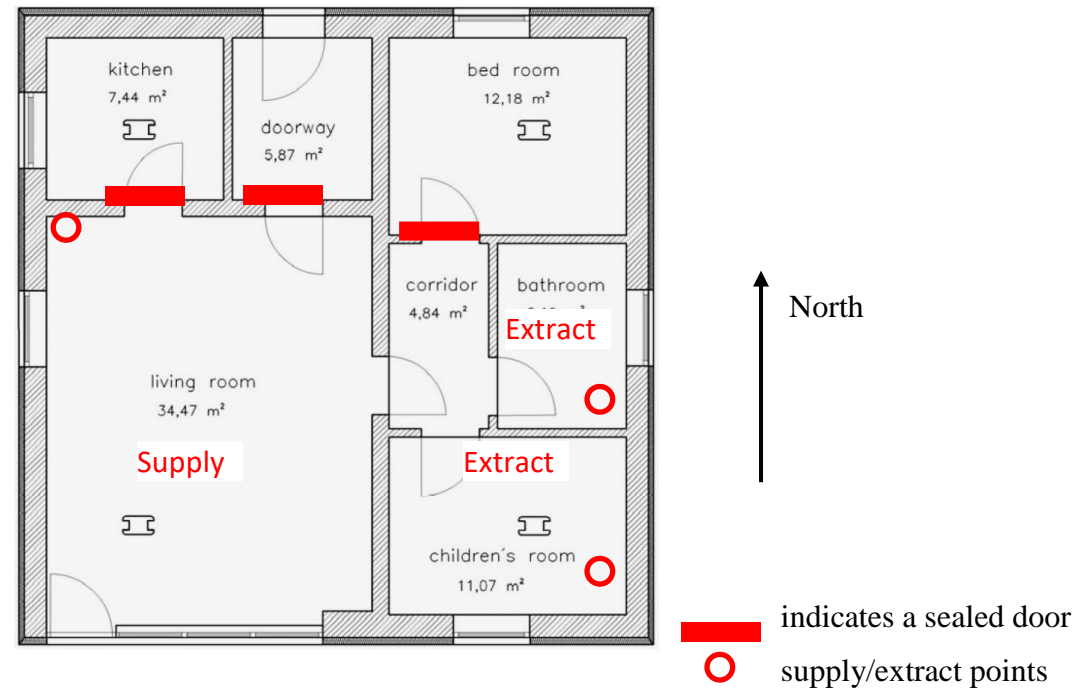 kitchen
7,44 m²
doorway
5,87 m²
bed room
12,18 m²
corridor
4,84 m²
bathroom
Extract
North
living room
34,47 m²
Supply
Extract
children's room
11,07 m²
indicates a sealed door
supply/extract points